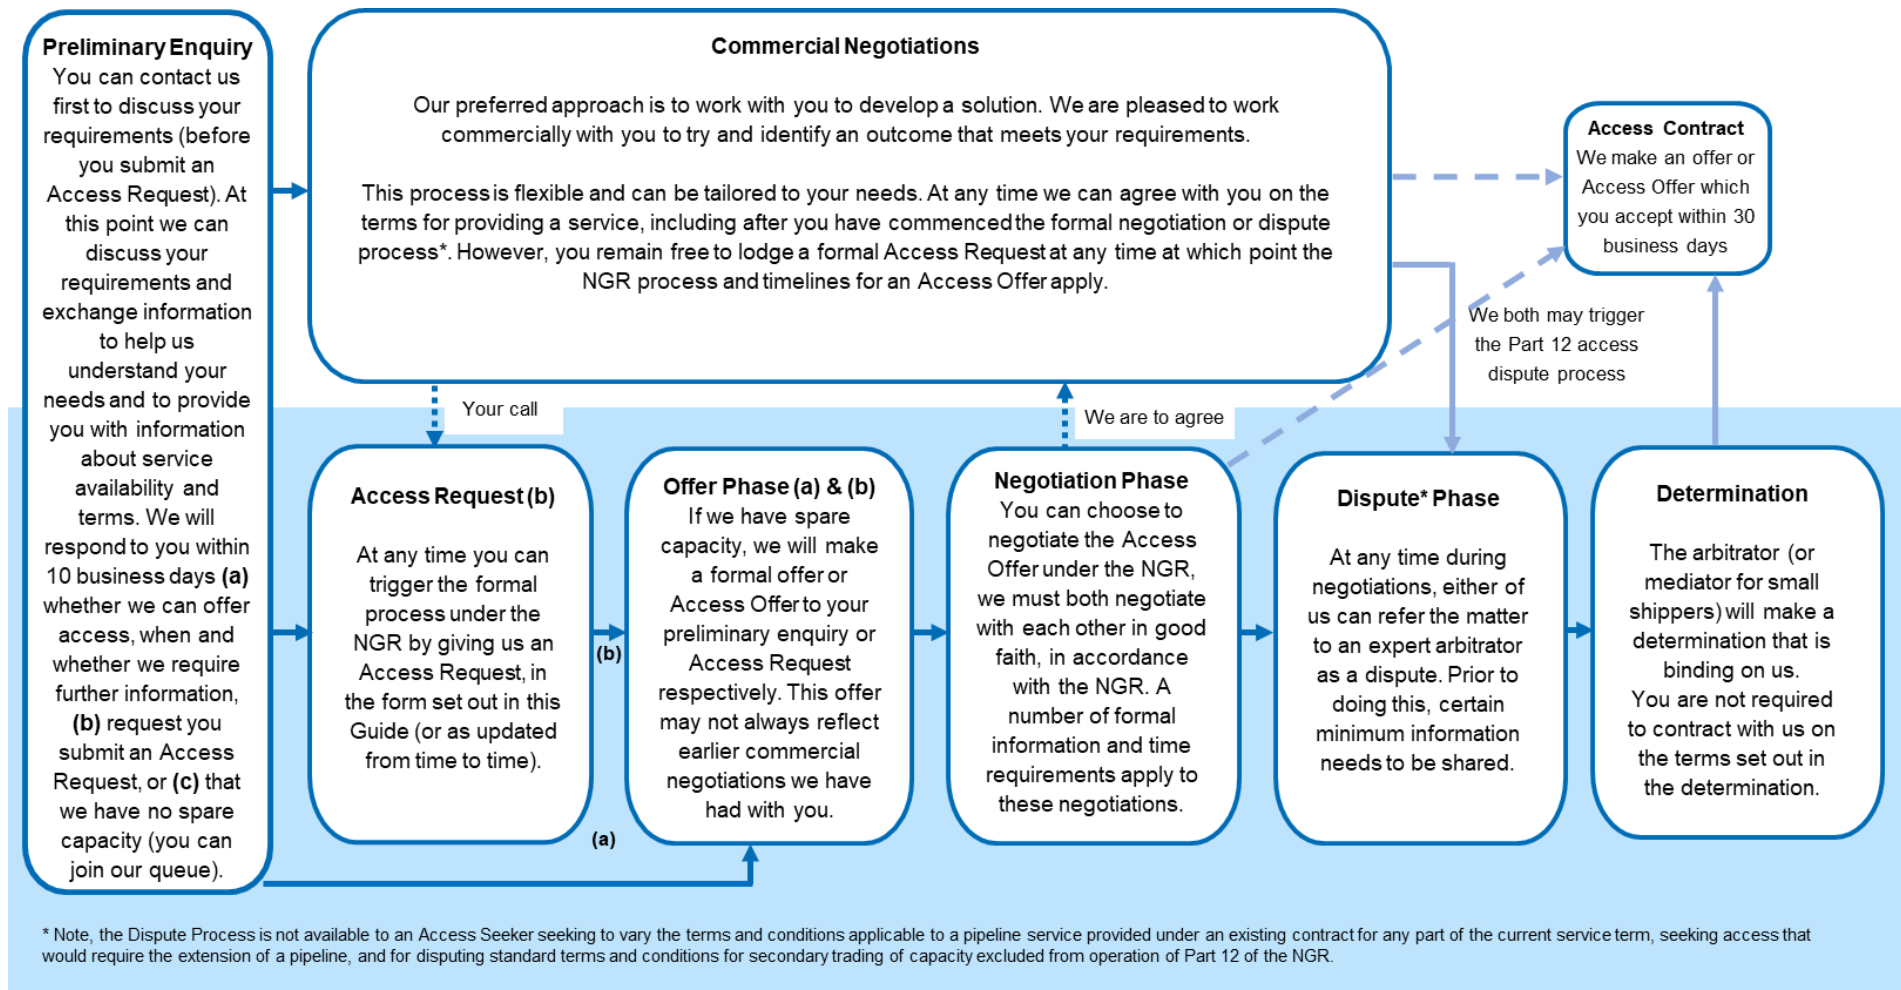 Preliminary Enquiry
You can contact us
first to discuss your
requirements (before
you submit an
Access Request). At
this point we can
discuss your
requirements and
exchange information
to help us
understand your
needs and to provide
you with information
about service
availability and
terms. We will
respond to you within
10 business days (a)
whether we can offer
access, when and
whether we require
further information,
(b) request you
submit an Access
Request, or (c) that
we have no spare
capacity (you can
join our queue).
Commercial Negotiations
Our preferred approach is to work with you to develop a solution. We are pleased to work
commercially with you to try and identify an outcome that meets your requirements.
This process is flexible and can be tailored to your needs. At any time we can agree with you on the
terms for providing a service, including after you have commenced the formal negotiation or dispute
process*. However, you remain free to lodge a formal Access Request at any time at which point the
NGR process and timelines for an Access Offer apply.
Access Contract
We make an offer or
Access Offer which
you accept within 30
business days
We both may trigger
the Part 12 access
dispute process
Your call
We are to agree
Access Request (b)
At any time you can
trigger the formal
process under the
NGR by giving us an
Access Request, in
the form set out in this
Guide (or as updated
from time to time).
(b)
(a)
Offer Phase (a) & (b)
If we have spare
capacity, we will make
a formal offer or
Access Offer to your
preliminary enquiry or
Access Request
respectively. This offer
may not always reflect
earlier commercial
negotiations we have
had with you.
Negotiation Phase
You can choose to
negotiate the Access
Offer under the NGR,
we must both negotiate
with each other in good
faith, in accordance
with the NGR. A
number of formal
information and time
requirements apply to
these negotiations.
Dispute* Phase
At any time during
negotiations, either of
us can refer the matter
to an expert arbitrator
as a dispute. Prior to
doing this, certain
minimum information
needs to be shared.
Determination
The arbitrator (or
mediator for small
shippers) will make a
determination that is
binding on us.
You are not required
to contract with us on
the terms set out in
the determination.
* Note, the Dispute Process is not available to an Access Seeker seeking to vary the terms and conditions applicable to a pipeline service provided under an existing contract for any part of the current service term, seeking access that
would require the extension of a pipeline, and for disputing standard terms and conditions for secondary trading of capacity excluded from operation of Part 12 of the NGR.